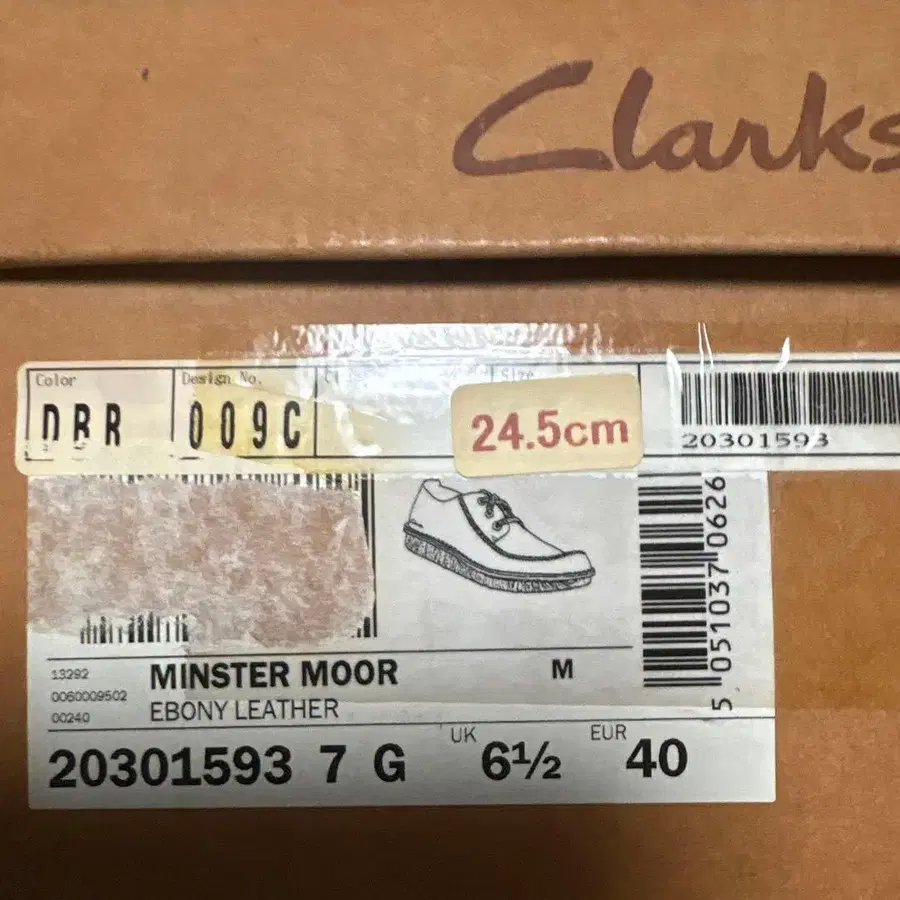 Clarks
Color Design No. Size
DBR 009C 24.5cm
20301593
5 051037 0626
13292 MINSTER MOOR M
0060009502
EBONY LEATHER
00240
UK EUR
20301593 7 G 6½ 40